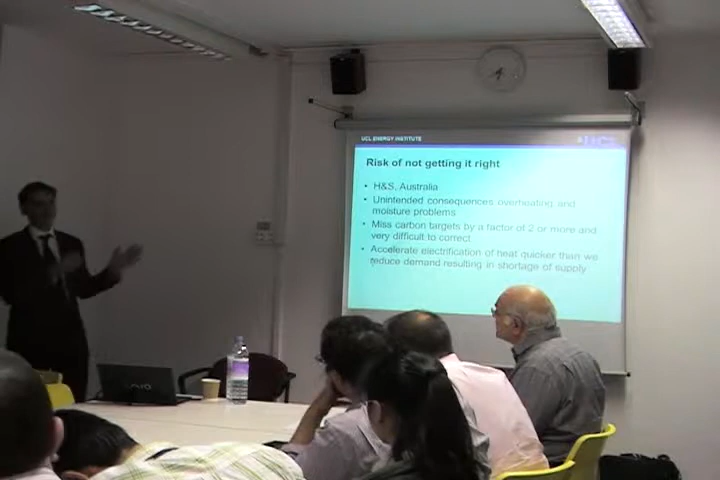 UCL ENERGY INSTITUTE
UCL
Risk of not getting it right
• H&S, Australia
• Unintended consequences overheating and
moisture problems
• Miss carbon targets by a factor of 2 or more and
very difficult to correct
• Accelerate electrification of heat quicker than we
reduce demand resulting in shortage of supply
VAIO